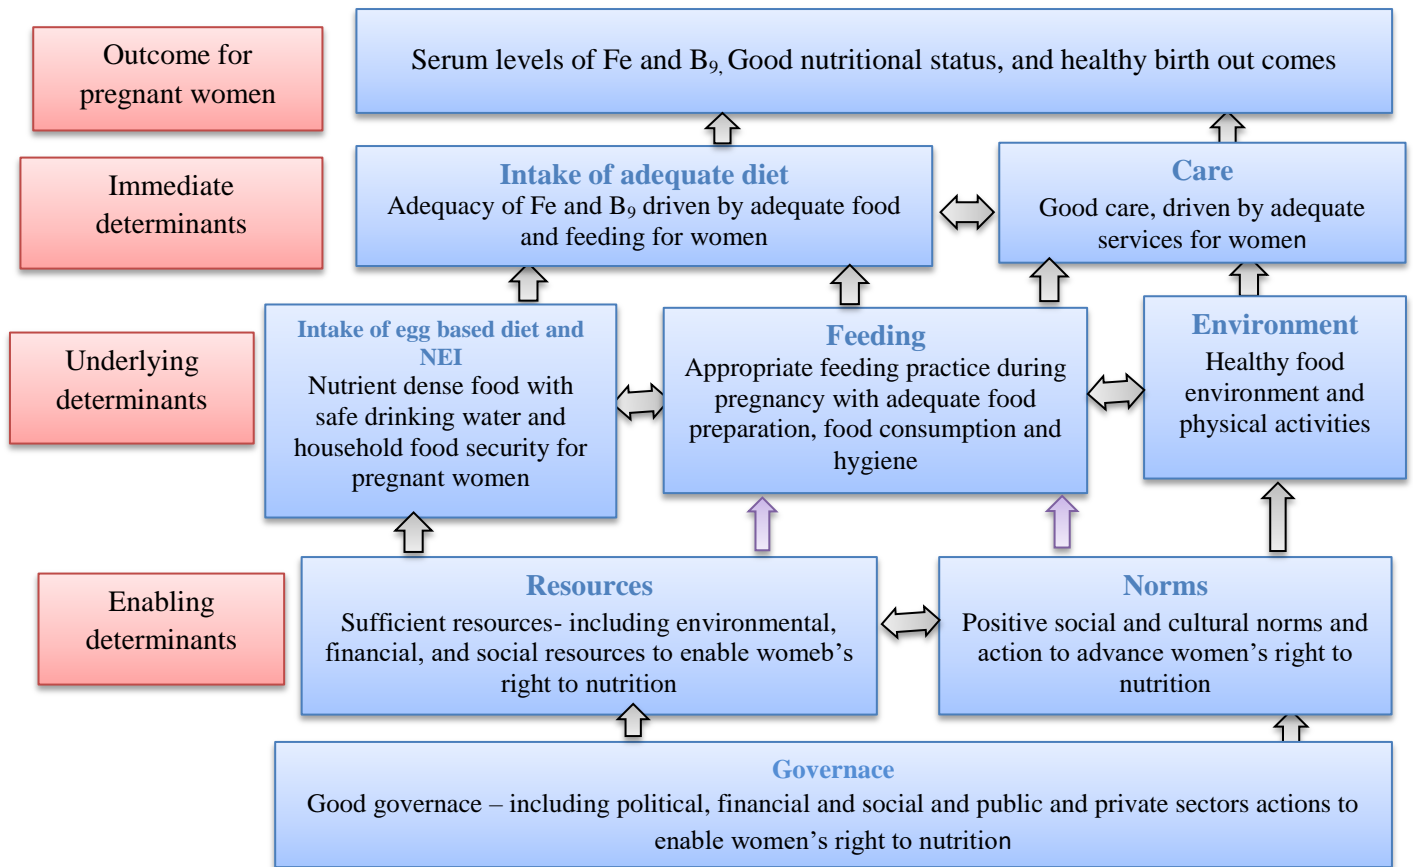 Outcome for
pregnant women
Serum levels of Fe and B₉, Good nutritional status, and healthy birth out comes
Immediate
determinants
Intake of adequate diet
Adequacy of Fe and B₉ driven by adequate food
and feeding for women
Care
Good care, driven by adequate
services for women
Underlying
determinants
Intake of egg based diet and
NEI
Nutrient dense food with
safe drinking water and
household food security for
pregnant women
Feeding
Appropriate feeding practice during
pregnancy with adequate food
preparation, food consumption and
hygiene
Environment
Healthy food
environment and
physical activities
Enabling
determinants
Resources
Sufficient resources- including environmental,
financial, and social resources to enable womeb’s
right to nutrition
Norms
Positive social and cultural norms and
action to advance women’s right to
nutrition
Governace
Good governace – including political, financial and social and public and private sectors actions to
enable women’s right to nutrition